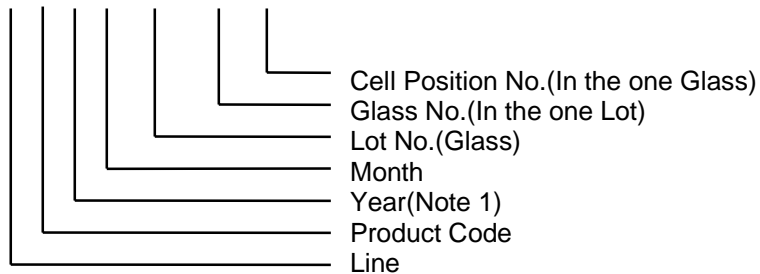 Cell Position No.(In the one Glass)
Glass No.(In the one Lot)
Lot No.(Glass)
Month
Year(Note 1)
Product Code
Line